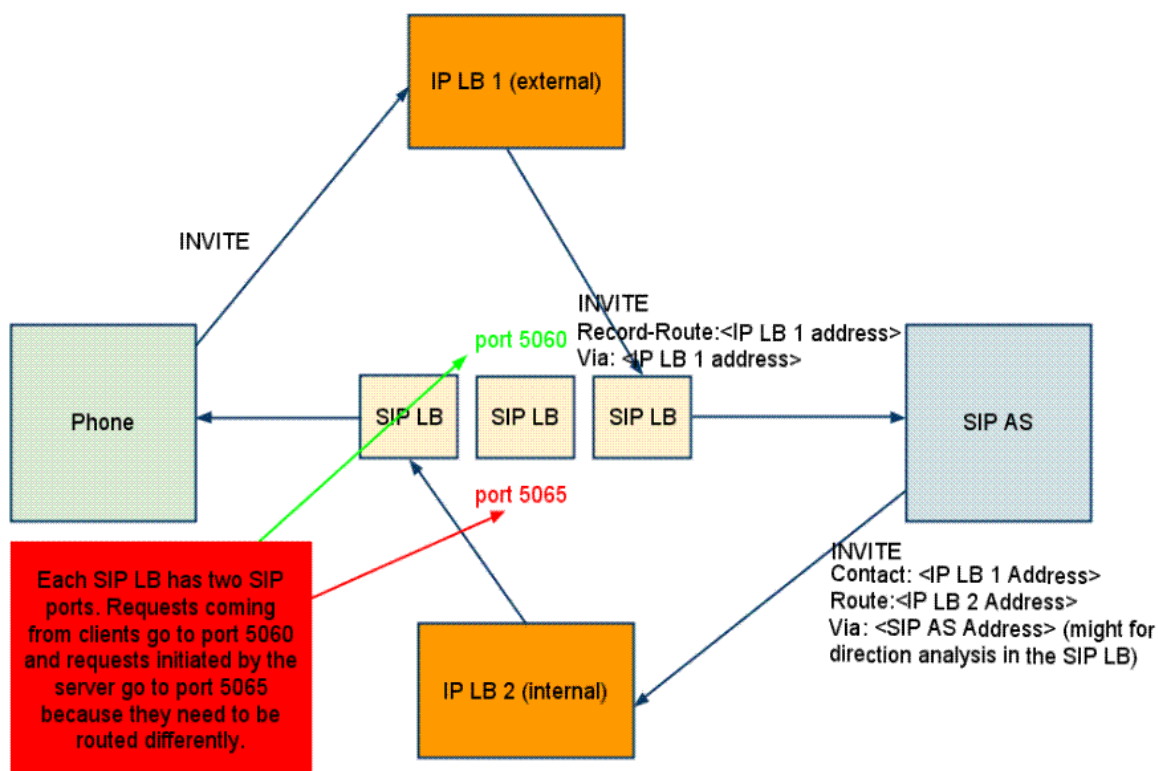 IP LB 1 (external)
INVITE
INVITE
Record-Route:<IP LB 1 address>
Via: <IP LB 1 address>
port 5060
Phone
SIP LB
SIP LB
SIP LB
SIP AS
port 5065
Each SIP LB has two SIP
ports. Requests coming
from clients go to port 5060
and requests initiated by the
server go to port 5065
because they need to be
routed differently.
IP LB 2 (internal)
INVITE
Contact: <IP LB 1 Address>
Route:<IP LB 2 Address>
Via: <SIP AS Address> (might for
direction analysis in the SIP LB)